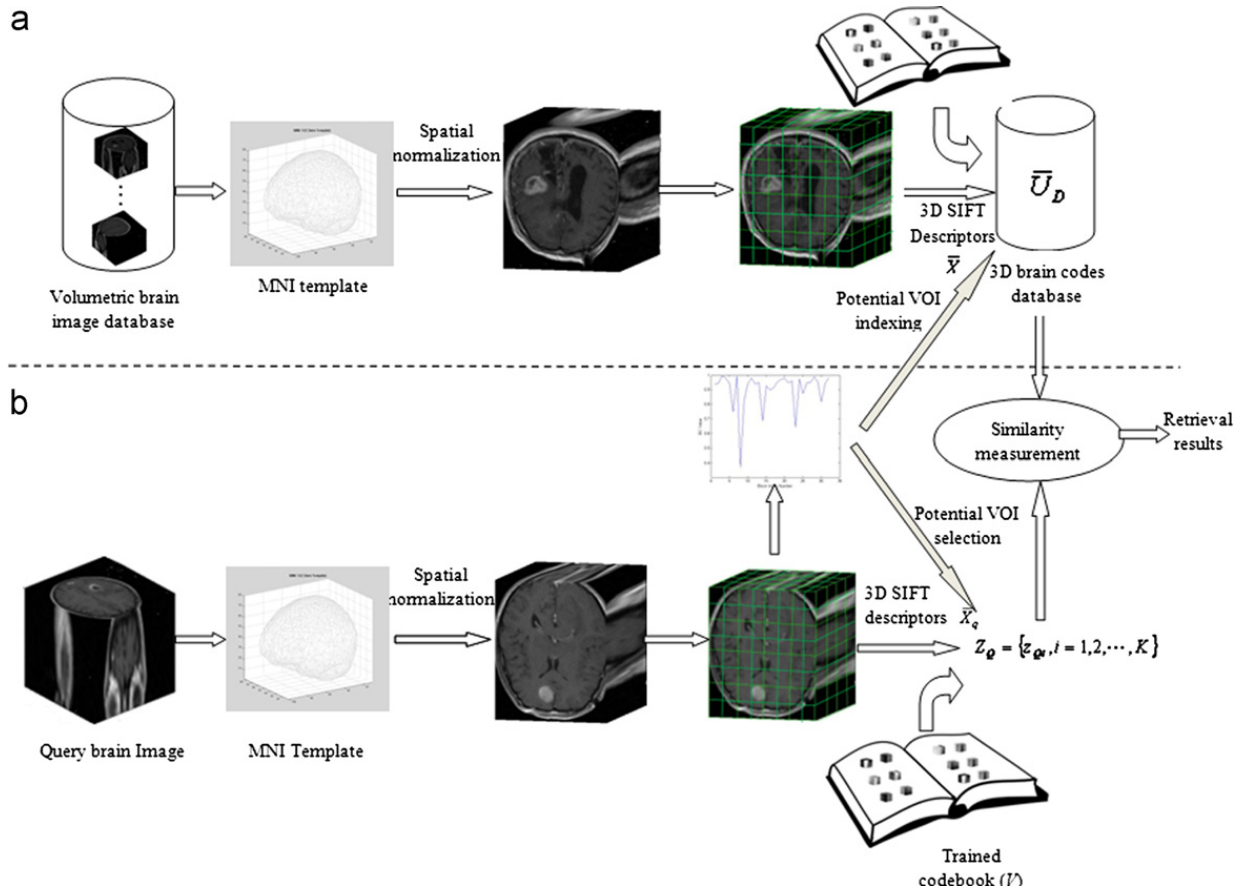 a
Volumetric brain
image database
MNI template
Spatial
normalization
3D SIFT
Descriptors
X̅
U̅_D
3D brain codes
database
Potential VOI
indexing
b
Similarity
measurement
Retrieval
results
Potential VOI
selection
Query brain Image
MNI Template
Spatial
normalization
3D SIFT
descriptors
X̅_q
Z_Q = {z_Qi, i = 1,2,⋯, K}
Trained
codebook (V)